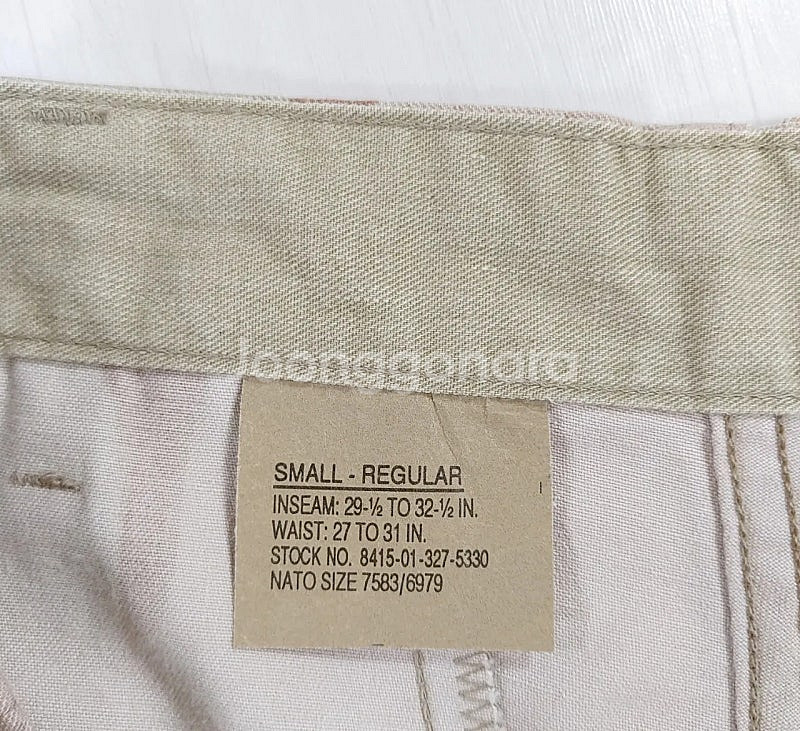 joonggonara
SMALL - REGULAR
INSEAM: 29-½ TO 32-½ IN.
WAIST: 27 TO 31 IN.
STOCK NO. 8415-01-327-5330
NATO SIZE 7583/6979